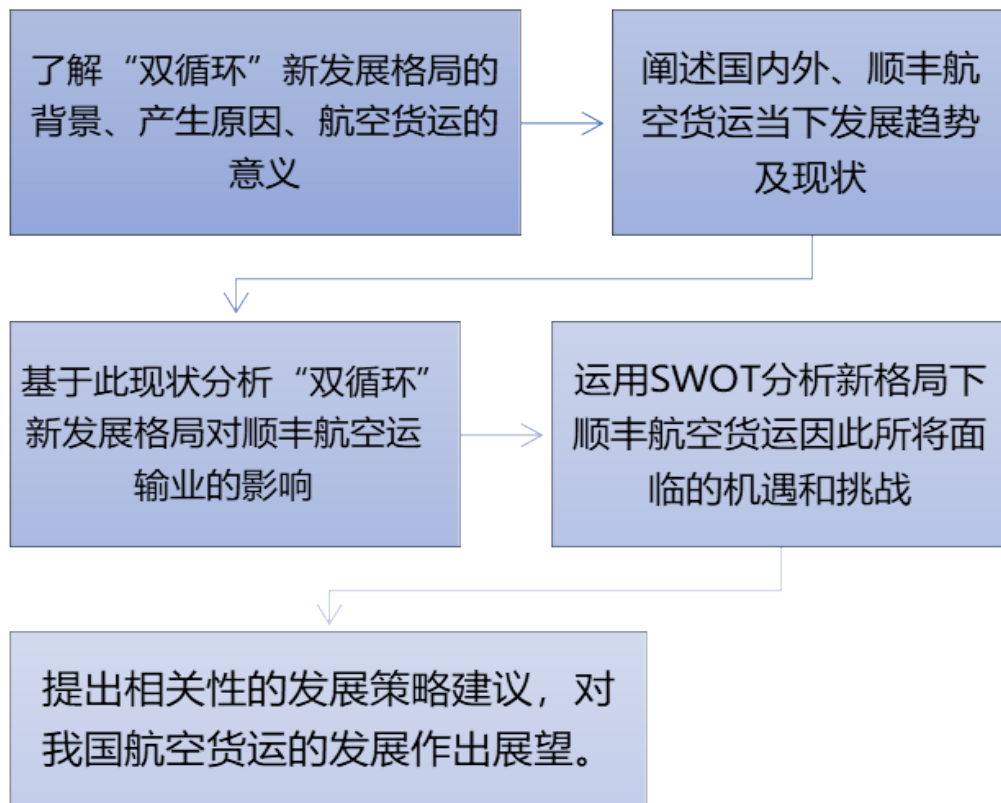 了解“双循环”新发展格局的
背景、产生原因、航空货运的
意义
阐述国内外、顺丰航
空货运当下发展趋势
及现状
基于此现状分析“双循环”
新发展格局对顺丰航空运
输业的影响
运用SWOT分析新格局下
顺丰航空货运因此所将面
临的机遇和挑战
提出相关性的发展策略建议，对
我国航空货运的发展作出展望。